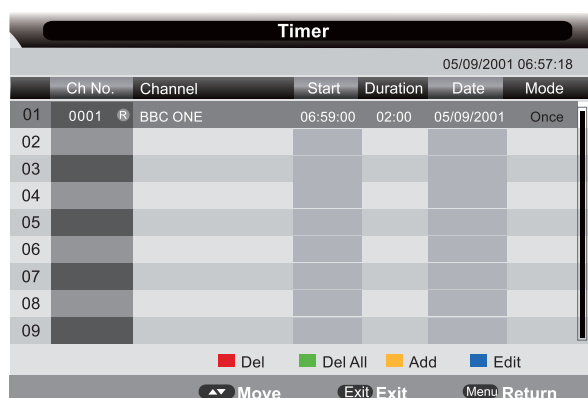 Timer
05/09/2001 06:57:18
Ch No. Channel Start Duration Date Mode
01 0001 R BBC ONE 06:59:00 02:00 05/09/2001 Once
02
03
04
05
06
07
08
09
Del Del All Add Edit
Move Exit Exit Menu Return